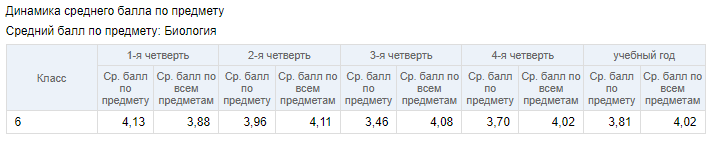 Динамика среднего балла по предмету
Средний балл по предмету: Биология
Класс 1-я четверть 2-я четверть 3-я четверть 4-я четверть учебный год
Ср. балл по предмету Ср. балл по всем предметам Ср. балл по предмету Ср. балл по всем предметам Ср. балл по предмету Ср. балл по всем предметам Ср. балл по предмету Ср. балл по всем предметам Ср. балл по предмету Ср. балл по всем предметам
6 4,13 3,88 3,96 4,11 3,46 4,08 3,70 4,02 3,81 4,02